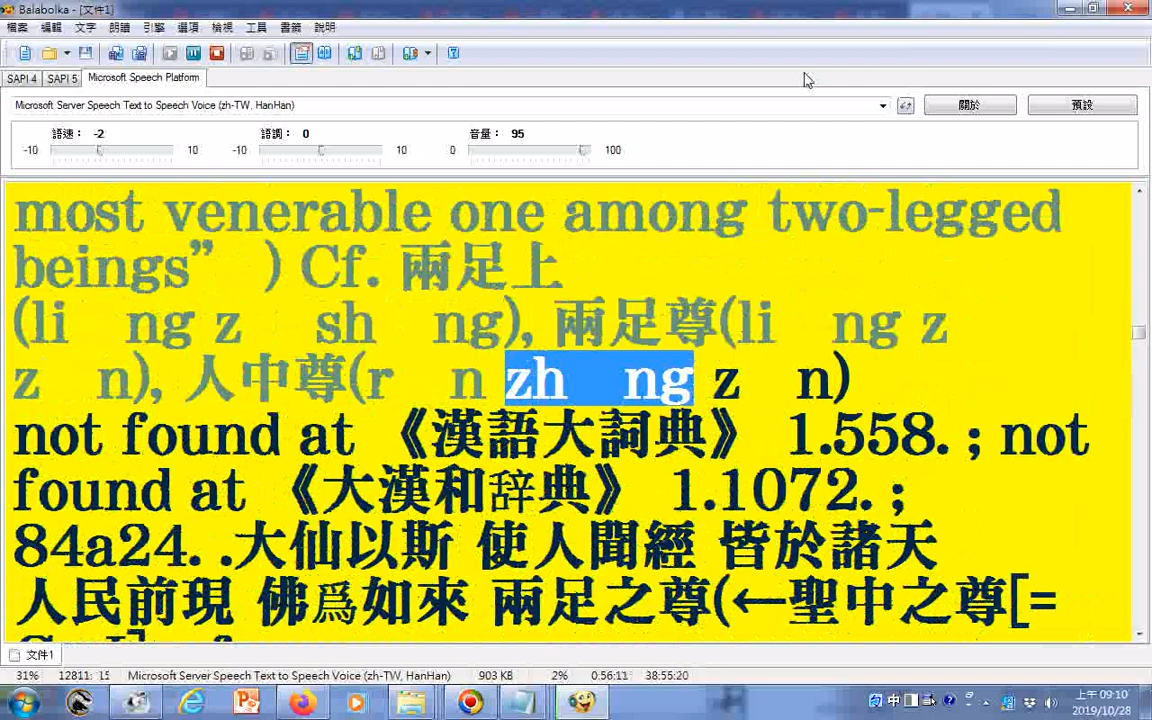 Balabolka - [文件1]
檔案 編輯 文字 朗讀 引擎 選項 檢視 工具 書籤 說明
SAPI 4 SAPI 5 Microsoft Speech Platform
Microsoft Server Speech Text to Speech Voice (zh-TW, HanHan) 關於 預設
語速： -2 語調： 0 音量： 95
-10 10 -10 10 0 100
most venerable one among two-legged
beings” ) Cf. 兩足上
(li ng z sh ng), 兩足尊(li ng z
z n), 人中尊(r n zh ng z n)
not found at 《漢語大詞典》 1.558. ; not
found at 《大漢和辞典》 1.1072. ;
84a24. .大仙以斯 使人聞經 皆於諸天
人民前現 佛爲如來 兩足之尊(←聖中之尊[=
文件1
31% 12811: 15 Microsoft Server Speech Text to Speech Voice (zh-TW, HanHan) 903 KB 2% 0:56:11 38:55:20
中 上午 09:10
2019/10/28